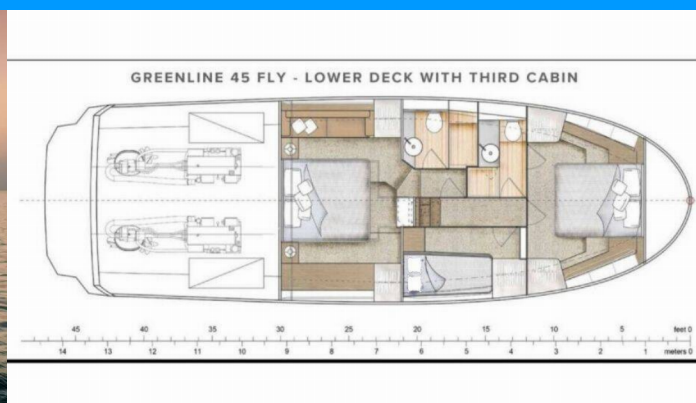 GREENLINE 45 FLY - LOWER DECK WITH THIRD CABIN
45 40 35 30 25 20 15 10 5 feet 0
14 13 12 11 10 9 8 7 6 5 4 3 2 1 meters 0